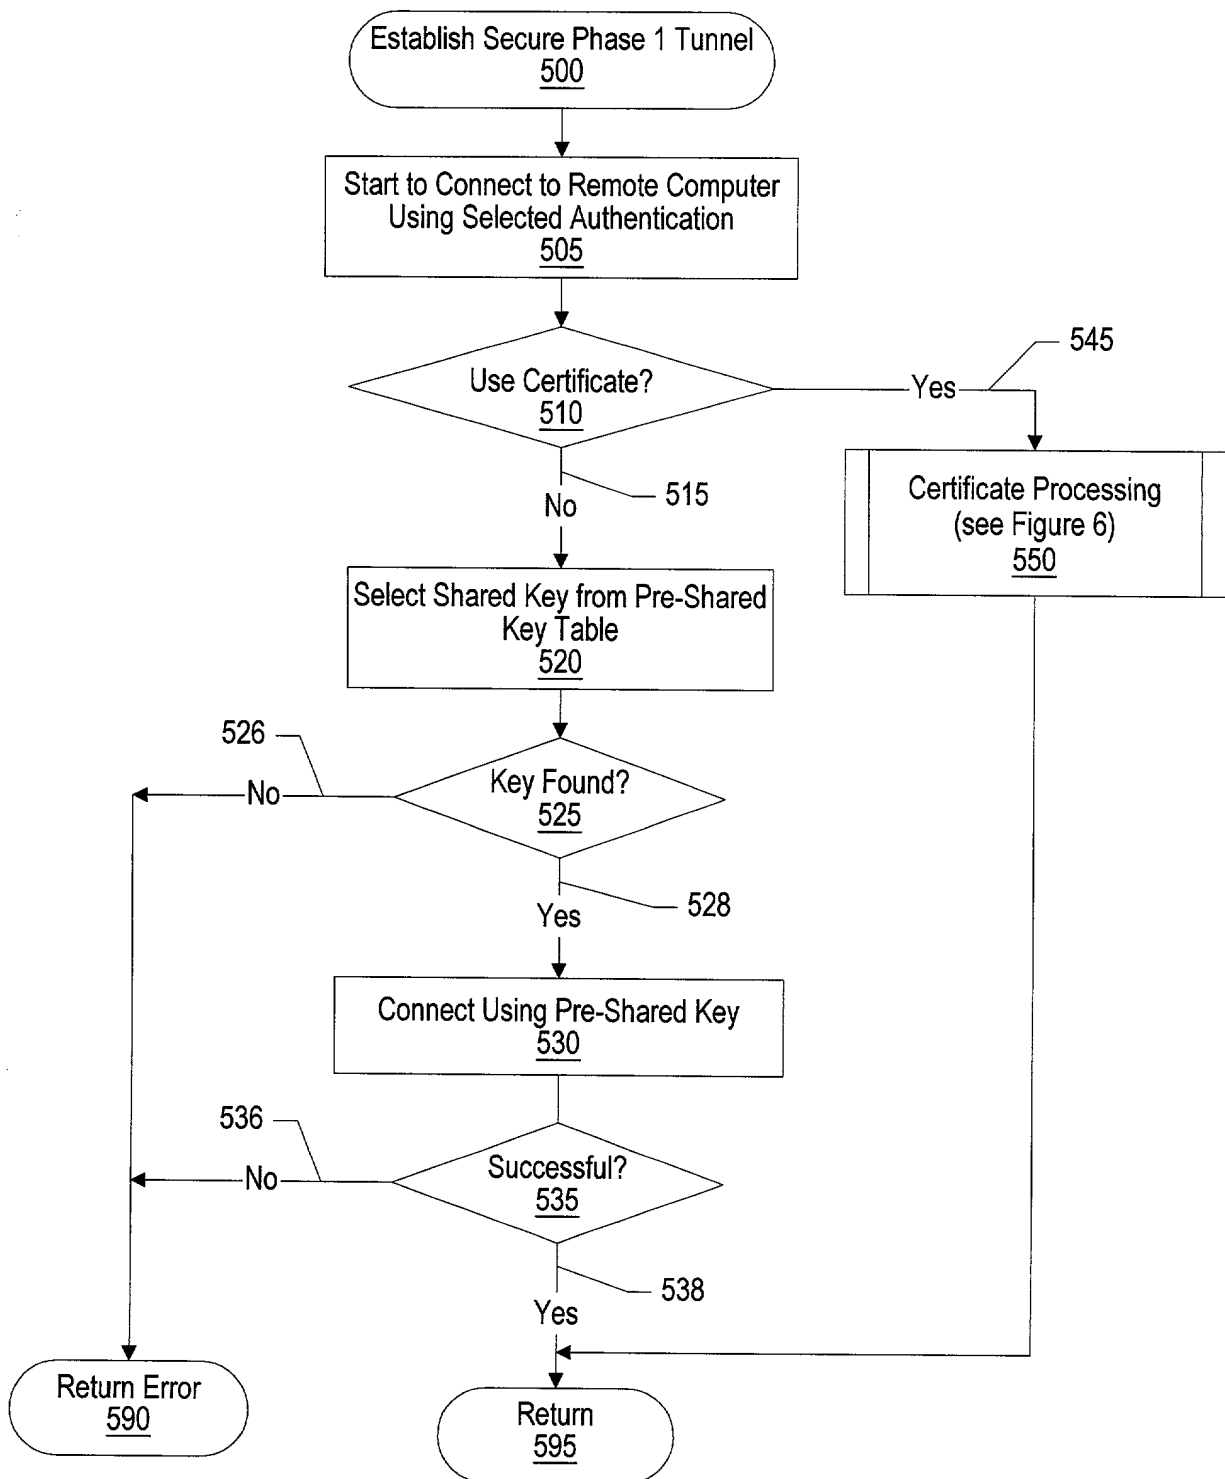 Establish Secure Phase 1 Tunnel
500
Start to Connect to Remote Computer
Using Selected Authentication
505
545
Use Certificate?
510
Yes
515
No
Certificate Processing
(see Figure 6)
550
Select Shared Key from Pre-Shared
Key Table
520
526
No
Key Found?
525
528
Yes
Connect Using Pre-Shared Key
530
536
No
Successful?
535
538
Yes
Return Error
590
Return
595